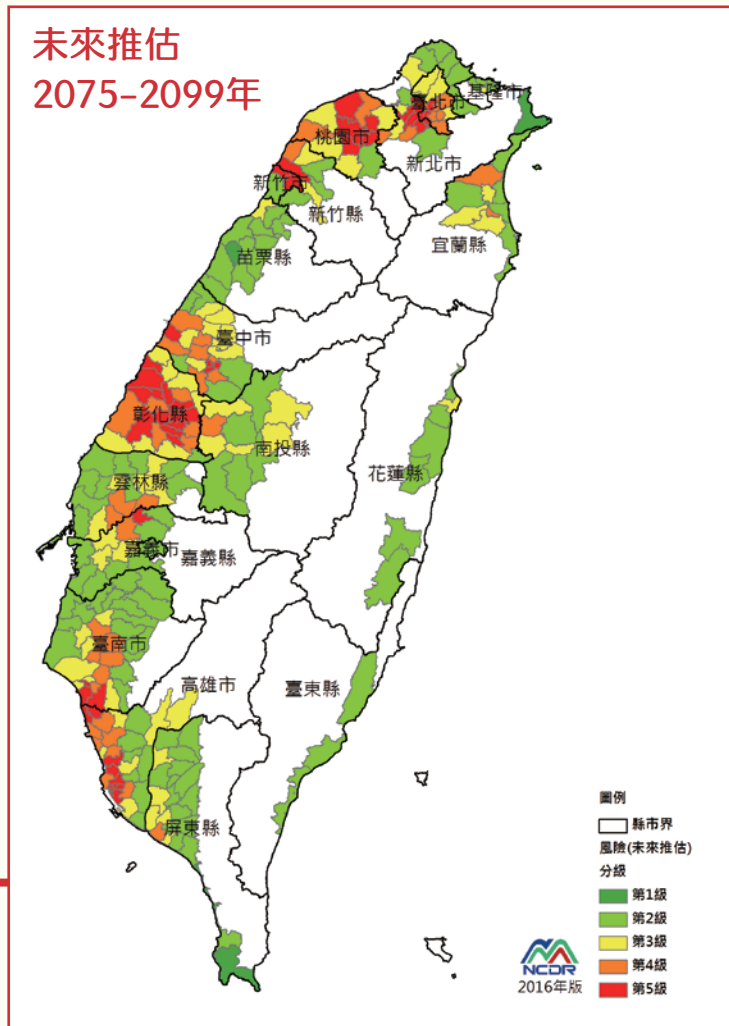 未來推估
2075–2099年
基隆市
臺北市
桃園市
新北市
新竹市
新竹縣
宜蘭縣
苗栗縣
臺中市
彰化縣
南投縣
花蓮縣
雲林縣
嘉義市
嘉義縣
臺南市
高雄市
臺東縣
屏東縣
圖例
縣市界
風險(未來推估)
分級
第1級
第2級
第3級
第4級
第5級
NCDR
2016年版